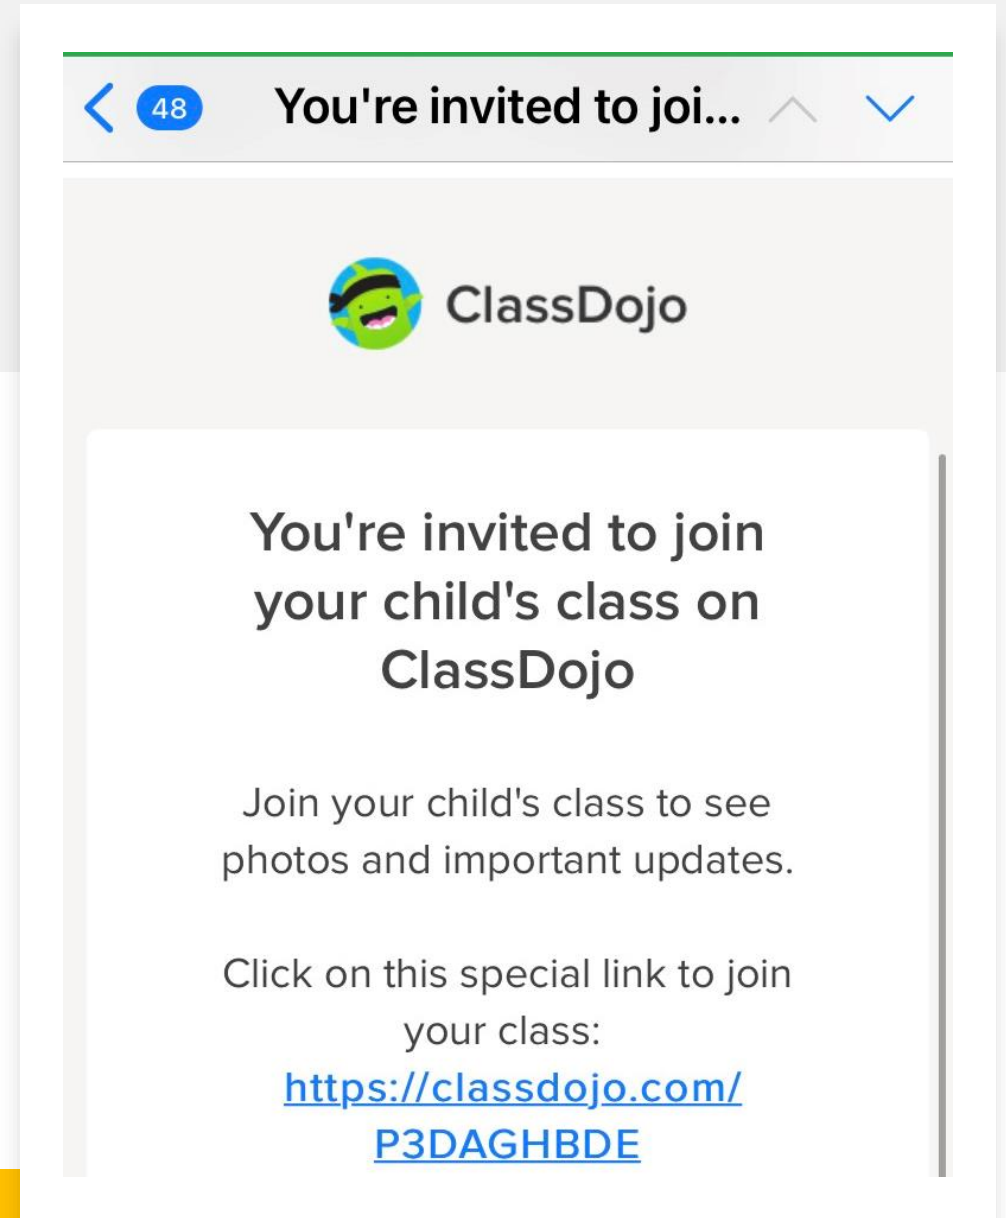 48 You're invited to joi...
ClassDojo
You're invited to join
your child's class on
ClassDojo
Join your child's class to see
photos and important updates.
Click on this special link to join
your class:
https://classdojo.com/
P3DAGHBDE